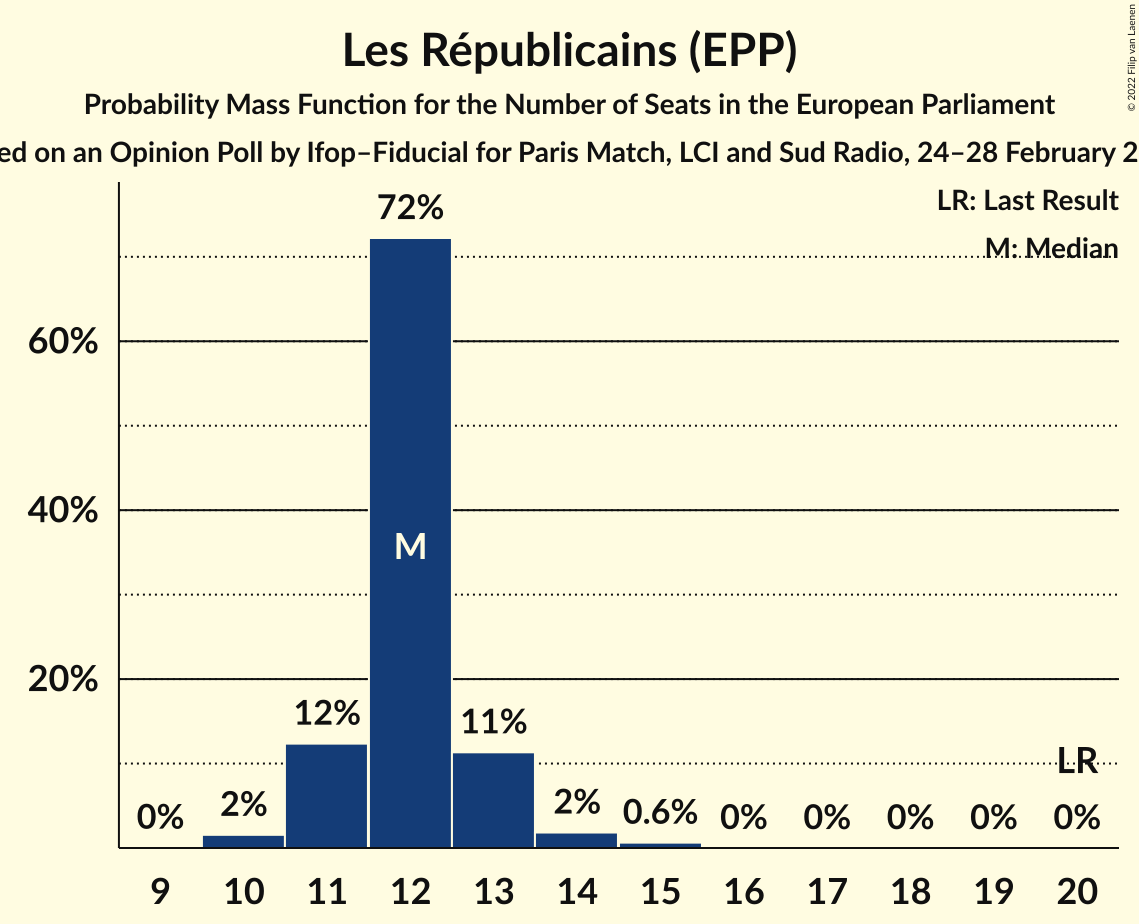 Les Républicains (EPP)
Probability Mass Function for the Number of Seats in the European Parliament
ed on an Opinion Poll by Ifop–Fiducial for Paris Match, LCI and Sud Radio, 24–28 February 2
© 2022 Filip van Laenen
LR: Last Result
M: Median
72%
60%
40%
M
20%
12%
11%
LR
0%
2%
2%
0.6%
0%
0%
0%
0%
0%
9 10 11 12 13 14 15 16 17 18 19 20